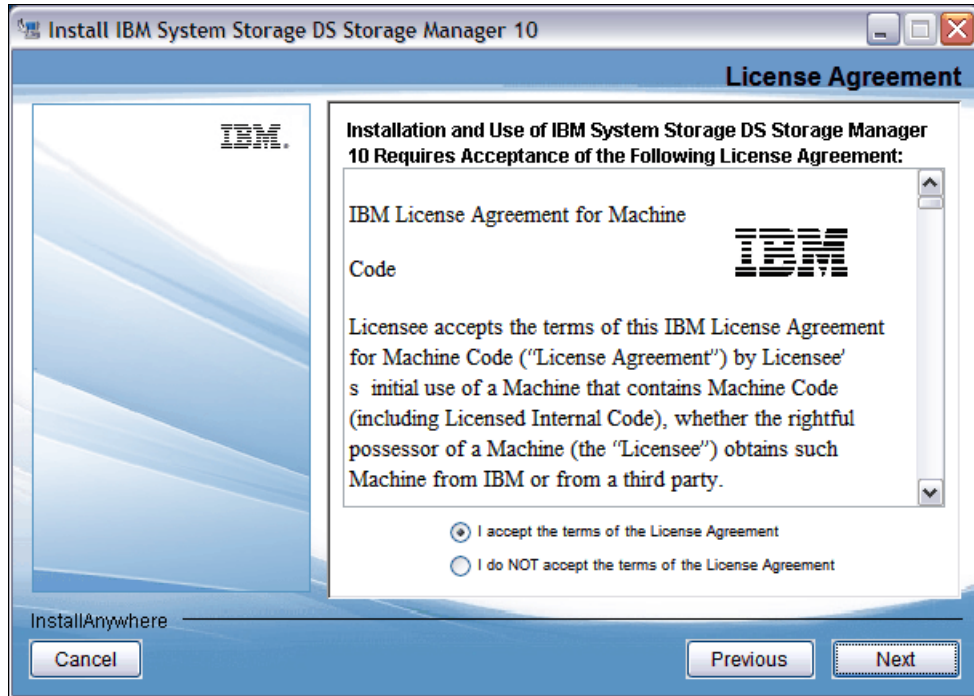 Install IBM System Storage DS Storage Manager 10
License Agreement
IBM.
Installation and Use of IBM System Storage DS Storage Manager
10 Requires Acceptance of the Following License Agreement:
IBM License Agreement for Machine
Code
IBM
Licensee accepts the terms of this IBM License Agreement
for Machine Code (“License Agreement”) by Licensee'
s initial use of a Machine that contains Machine Code
(including Licensed Internal Code), whether the rightful
possessor of a Machine (the “Licensee”) obtains such
Machine from IBM or from a third party.
I accept the terms of the License Agreement
I do NOT accept the terms of the License Agreement
InstallAnywhere
Cancel
Previous
Next